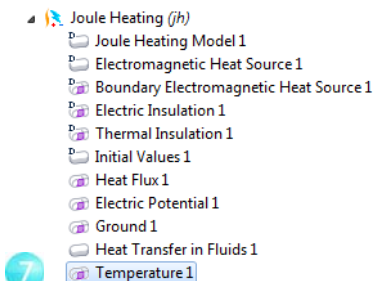 Joule Heating (jh)
D Joule Heating Model 1
D Electromagnetic Heat Source 1
D Boundary Electromagnetic Heat Source 1
D Electric Insulation 1
D Thermal Insulation 1
D Initial Values 1
Heat Flux 1
Electric Potential 1
Ground 1
Heat Transfer in Fluids 1
7 Temperature 1